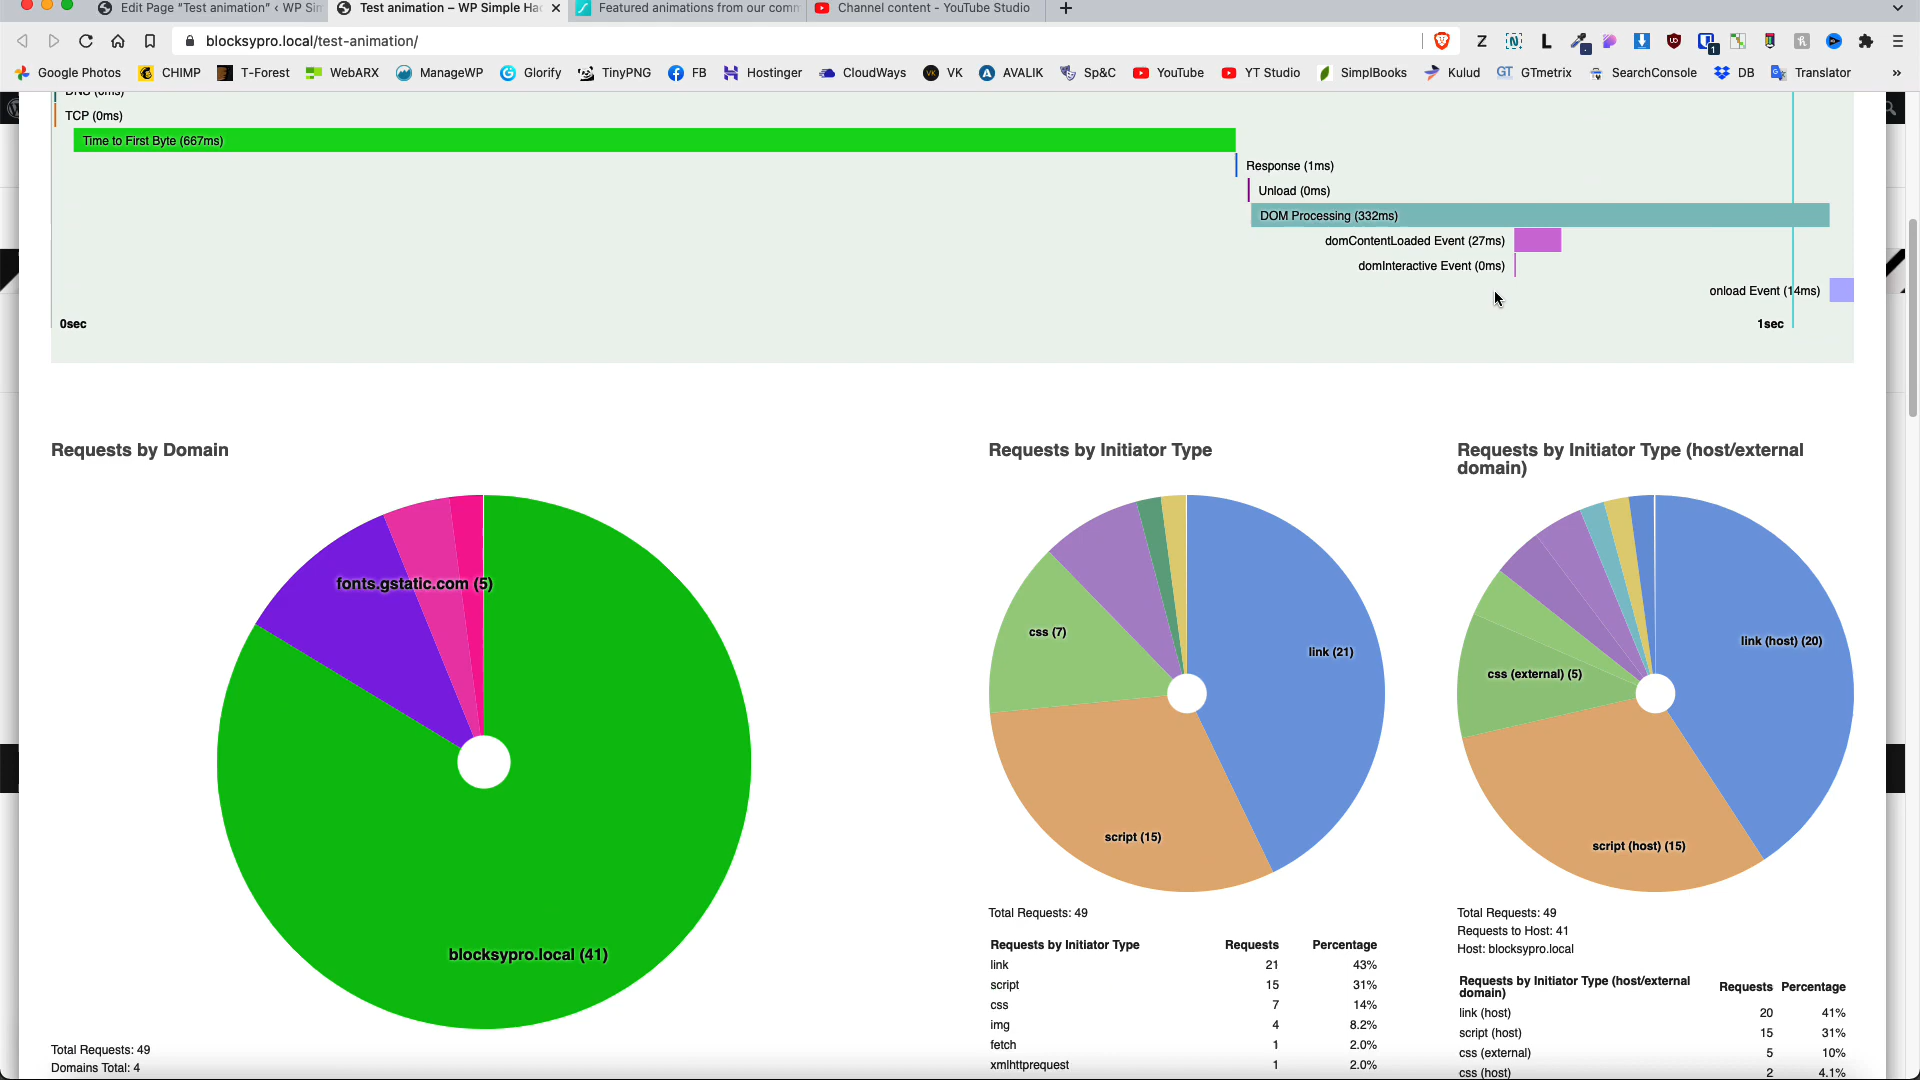 Edit Page "Test animation" ‹ WP Sim
Test animation – WP Simple Hac
Featured animations from our comm
Channel content - YouTube Studio
blocksypro.local/test-animation/
Google Photos
CHIMP
T-Forest
WebARX
ManageWP
Glorify
TinyPNG
FB
Hostinger
CloudWays
VK
AVALIK
Sp&C
YouTube
YT Studio
SimplBooks
Kulud
GTmetrix
SearchConsole
DB
Translator
DNS (0ms)
TCP (0ms)
Time to First Byte (667ms)
Response (1ms)
Unload (0ms)
DOM Processing (332ms)
domContentLoaded Event (27ms)
domInteractive Event (0ms)
onload Event (14ms)
0sec
1sec
Requests by Domain
fonts.gstatic.com (5)
blocksypro.local (41)
Total Requests: 49
Domains Total: 4
Requests by Initiator Type
css (7)
link (21)
script (15)
Total Requests: 49
Requests by Initiator Type Requests Percentage
link 21 43%
script 15 31%
css 7 14%
img 4 8.2%
fetch 1 2.0%
xmlhttprequest 1 2.0%
Requests by Initiator Type (host/external
domain)
link (host) (20)
css (external) (5)
script (host) (15)
Total Requests: 49
Requests to Host: 41
Host: blocksypro.local
Requests by Initiator Type (host/external
domain) Requests Percentage
link (host) 20 41%
script (host) 15 31%
css (external) 5 10%
css (host) 2 4.1%